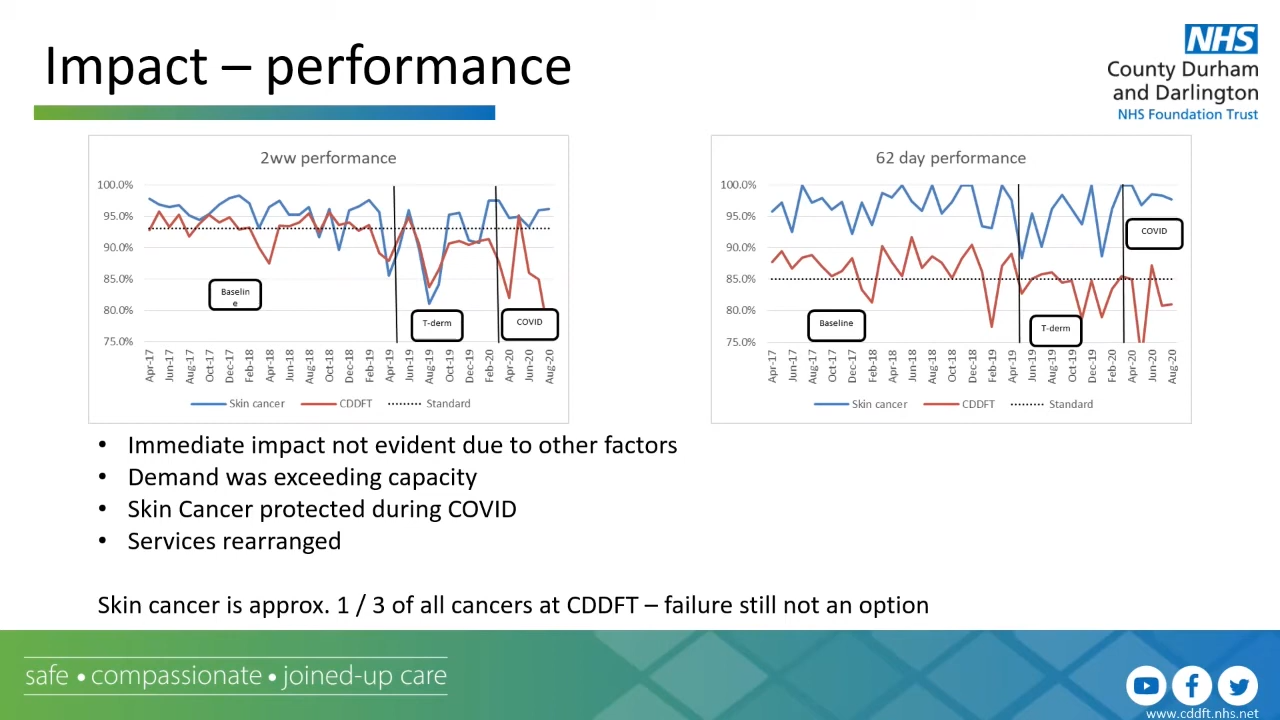 Impact – performance
NHS
County Durham
and Darlington
NHS Foundation Trust
2ww performance
100.0%
95.0%
90.0%
85.0%
80.0%
75.0%
Baselin
e
T-derm
COVID
Apr-17
Jun-17
Aug-17
Oct-17
Dec-17
Feb-18
Apr-18
Jun-18
Aug-18
Oct-18
Dec-18
Feb-19
Apr-19
Jun-19
Aug-19
Oct-19
Dec-19
Feb-20
Apr-20
Jun-20
Aug-20
Skin cancer
CDDFT
Standard
62 day performance
100.0%
95.0%
90.0%
85.0%
80.0%
75.0%
Baseline
T-derm
COVID
Apr-17
Jun-17
Aug-17
Oct-17
Dec-17
Feb-18
Apr-18
Jun-18
Aug-18
Oct-18
Dec-18
Feb-19
Apr-19
Jun-19
Aug-19
Oct-19
Dec-19
Feb-20
Apr-20
Jun-20
Aug-20
Skin cancer
CDDFT
Standard
• Immediate impact not evident due to other factors
• Demand was exceeding capacity
• Skin Cancer protected during COVID
• Services rearranged
Skin cancer is approx. 1 / 3 of all cancers at CDDFT – failure still not an option
safe • compassionate • joined-up care
www.cddft.nhs.net